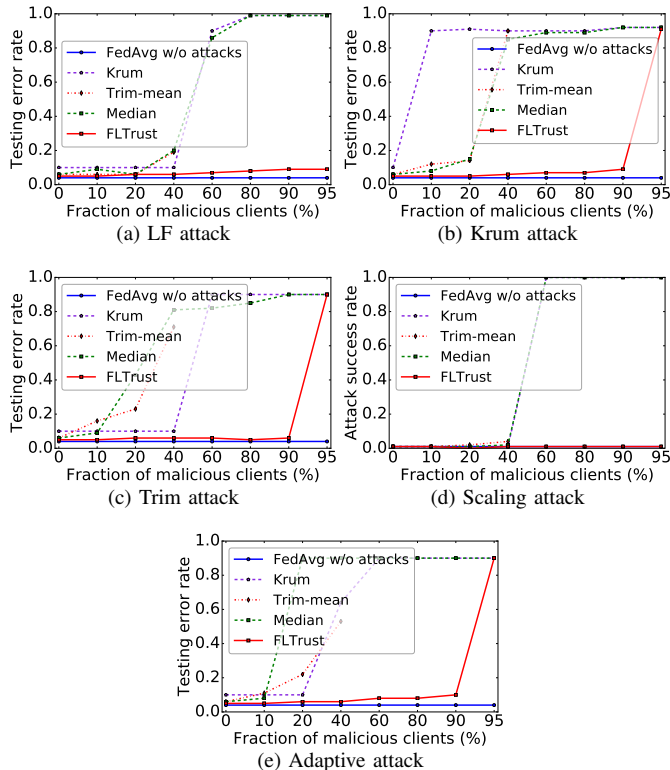 1.0
0.8
0.6
0.4
0.2
0.0
Testing error rate
FedAvg w/o attacks
Krum
Trim-mean
Median
FLTrust
0 10 20 40 60 80 90 95
Fraction of malicious clients (%)
(a) LF attack
1.0
0.8
0.6
0.4
0.2
0.0
Testing error rate
FedAvg w/o attacks
Krum
Trim-mean
Median
FLTrust
0 10 20 40 60 80 90 95
Fraction of malicious clients (%)
(b) Krum attack
1.0
0.8
0.6
0.4
0.2
0.0
Testing error rate
FedAvg w/o attacks
Krum
Trim-mean
Median
FLTrust
0 10 20 40 60 80 90 95
Fraction of malicious clients (%)
(c) Trim attack
1.0
0.8
0.6
0.4
0.2
0.0
Attack success rate
FedAvg w/o attacks
Krum
Trim-mean
Median
FLTrust
0 10 20 40 60 80 90 95
Fraction of malicious clients (%)
(d) Scaling attack
1.0
0.8
0.6
0.4
0.2
0.0
Testing error rate
FedAvg w/o attacks
Krum
Trim-mean
Median
FLTrust
0 10 20 40 60 80 90 95
Fraction of malicious clients (%)
(e) Adaptive attack